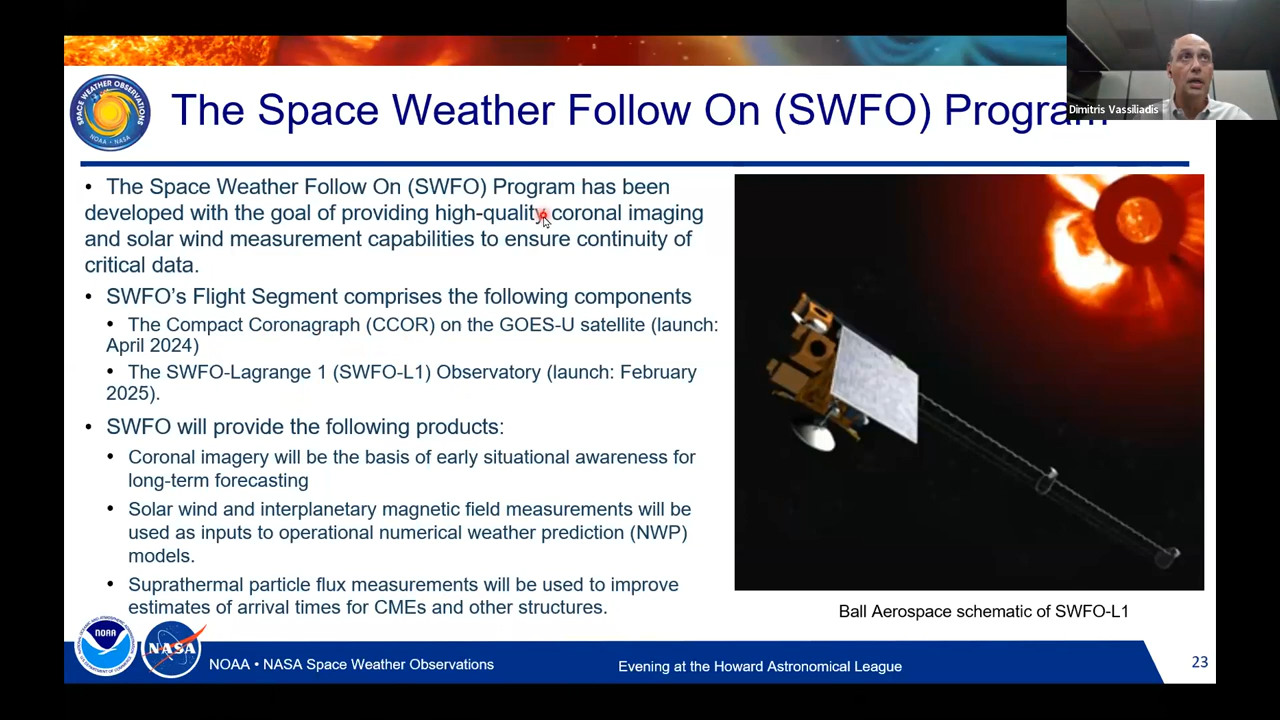 The Space Weather Follow On (SWFO) Program
Dimitris Vassiliadis
SPACE WEATHER OBSERVATIONS
NOAA • NASA
• The Space Weather Follow On (SWFO) Program has been
developed with the goal of providing high-quality coronal imaging
and solar wind measurement capabilities to ensure continuity of
critical data.
• SWFO's Flight Segment comprises the following components
• The Compact Coronagraph (CCOR) on the GOES-U satellite (launch:
April 2024)
• The SWFO-Lagrange 1 (SWFO-L1) Observatory (launch: February
2025).
• SWFO will provide the following products:
• Coronal imagery will be the basis of early situational awareness for
long-term forecasting
• Solar wind and interplanetary magnetic field measurements will be
used as inputs to operational numerical weather prediction (NWP)
models.
• Suprathermal particle flux measurements will be used to improve
estimates of arrival times for CMEs and other structures.
Ball Aerospace schematic of SWFO-L1
NOAA
NASA
NOAA • NASA Space Weather Observations
Evening at the Howard Astronomical League
23